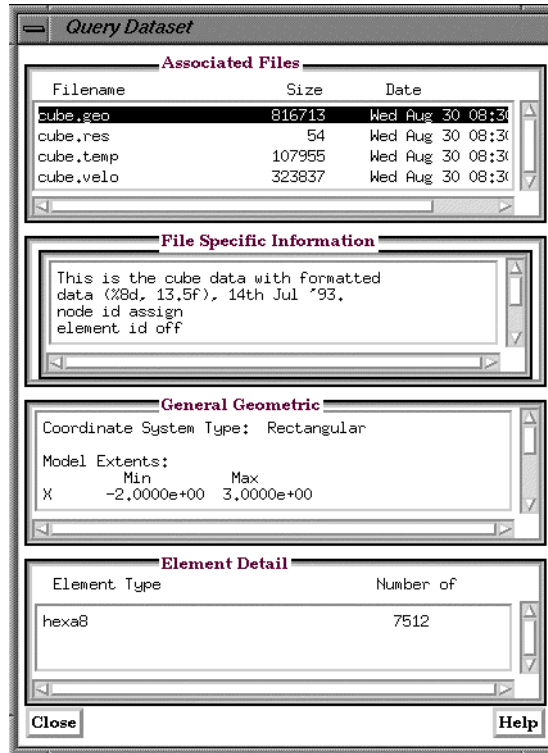 Query Dataset
Associated Files
Filename Size Date
cube.geo 816713 Wed Aug 30 08:30
cube.res 54 Wed Aug 30 08:30
cube.temp 107955 Wed Aug 30 08:30
cube.velo 323837 Wed Aug 30 08:30
File Specific Information
This is the cube data with formatted
data (%8d, 13.5f), 14th Jul ´93.
node id assign
element id off
General Geometric
Coordinate System Type: Rectangular
Model Extents:
Min Max
X -2.0000e+00 3.0000e+00
Element Detail
Element Type Number of
hexa8 7512
Close Help